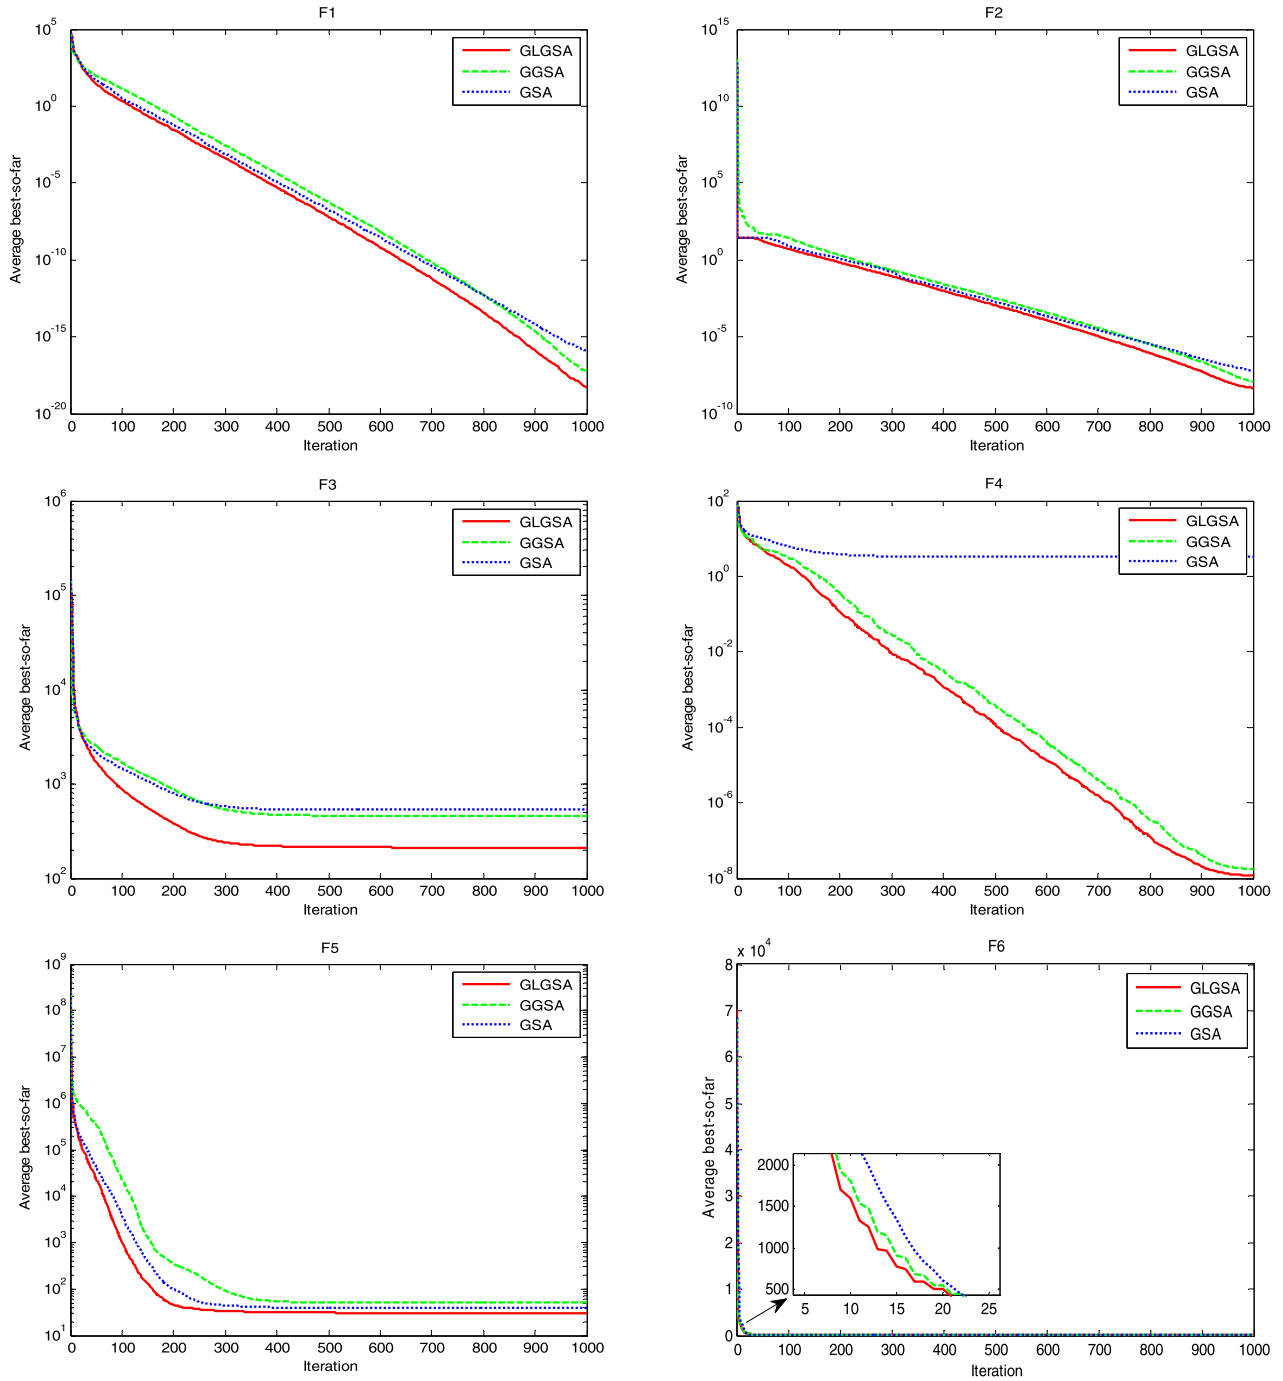 F1
10^5
10^0
10^-5
10^-10
10^-15
10^-20
Average best-so-far
GLGSA
GGSA
GSA
0 100 200 300 400 500 600 700 800 900 1000
Iteration
F2
10^15
10^10
10^5
10^0
10^-5
10^-10
Average best-so-far
GLGSA
GGSA
GSA
0 100 200 300 400 500 600 700 800 900 1000
Iteration
F3
10^6
10^5
10^4
10^3
10^2
Average best-so-far
GLGSA
GGSA
GSA
0 100 200 300 400 500 600 700 800 900 1000
Iteration
F4
10^2
10^0
10^-2
10^-4
10^-6
10^-8
Average best-so-far
GLGSA
GGSA
GSA
0 100 200 300 400 500 600 700 800 900 1000
Iteration
F5
10^9
10^8
10^7
10^6
10^5
10^4
10^3
10^2
10^1
Average best-so-far
GLGSA
GGSA
GSA
0 100 200 300 400 500 600 700 800 900 1000
Iteration
F6
x 10^4
8
7
6
5
4
3
2
1
0
Average best-so-far
GLGSA
GGSA
GSA
2000
1500
1000
500
5 10 15 20 25
0 100 200 300 400 500 600 700 800 900 1000
Iteration